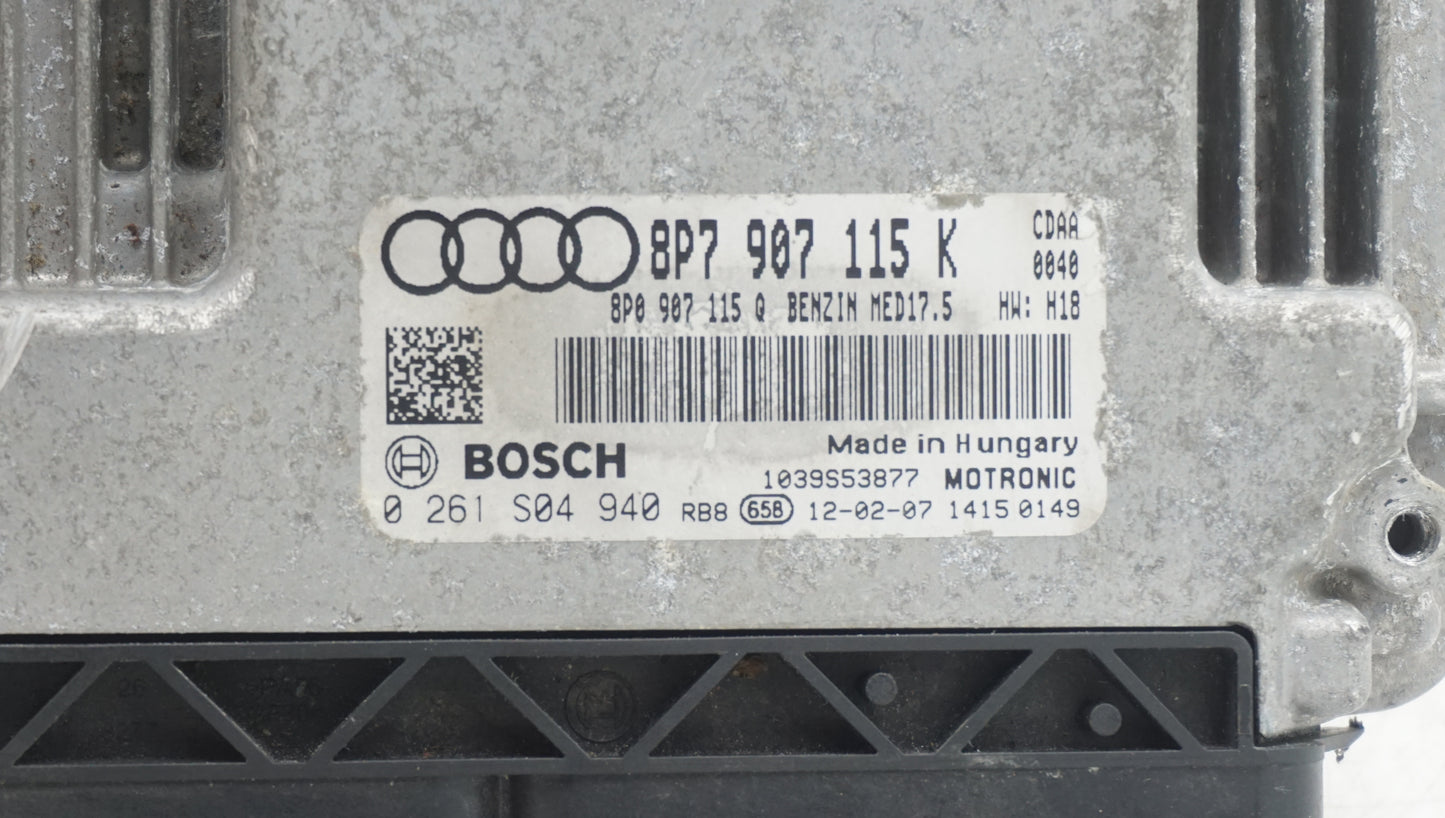 8P7 907 115 K CDAA
0040
8P0 907 115 Q BENZIN MED17.5 HW: H18
Made in Hungary
BOSCH 1039S53877 MOTRONIC
0 261 S04 940 RB8 658 12-02-07 1415 0149